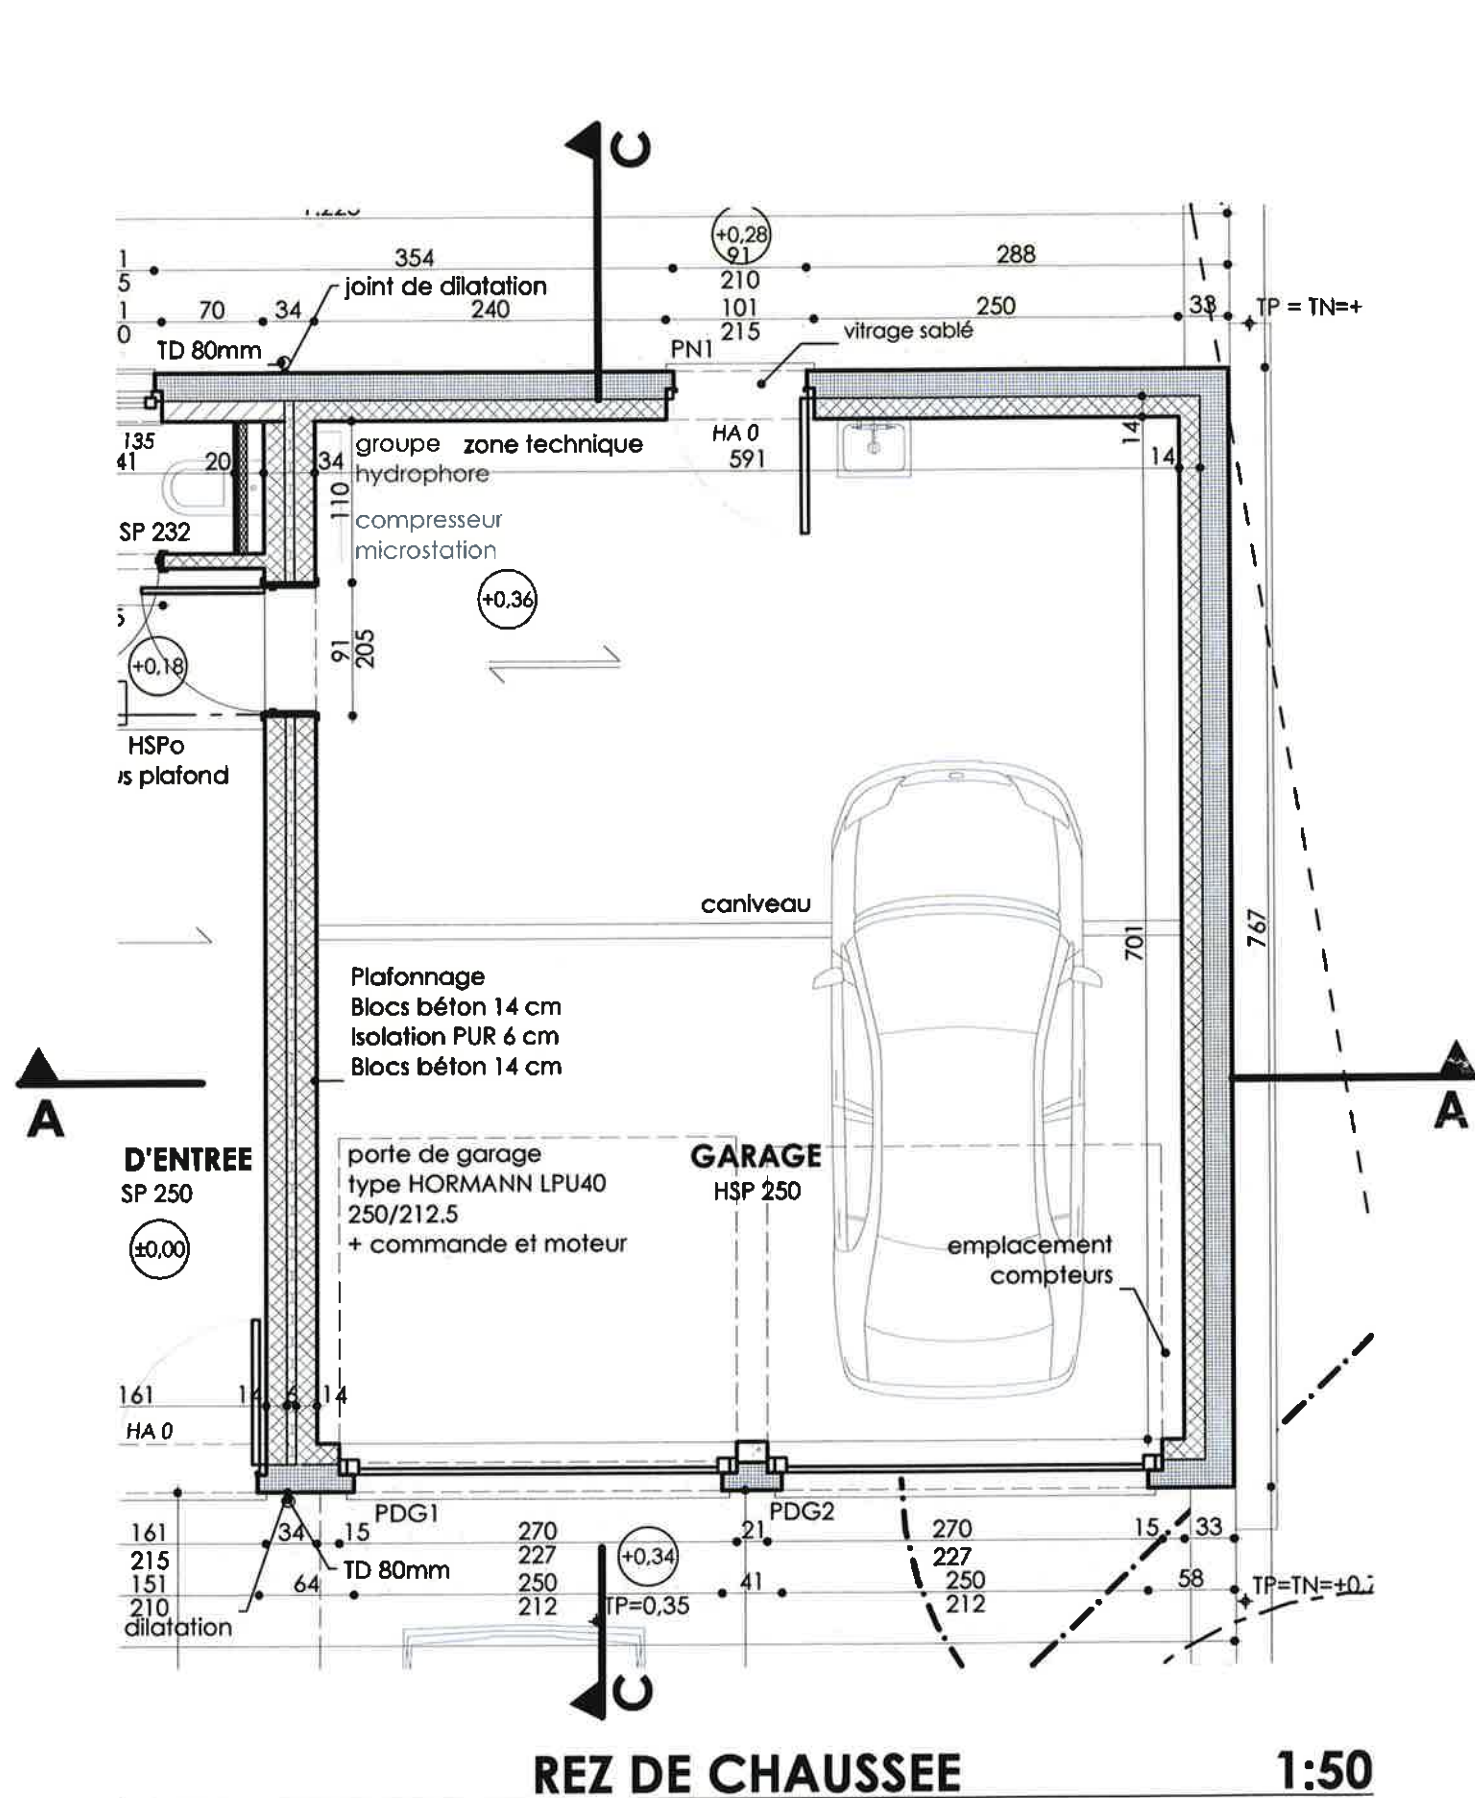 C
+0,28
354
91
288
1
5
210
joint de dilatation
1
0
70
34
240
101
250
33
TP = TN=+
215
vitrage sablé
TD 80mm
PN1
135
41
20
34
groupe
zone technique
hydrophore
HA 0
591
14
14
110
compresseur
microstation
SP 232
+0,36
91
205
+0,18
HSPo
us plafond
caniveau
701
767
Plafonnage
Blocs béton 14 cm
Isolation PUR 6 cm
Blocs béton 14 cm
A
A
D'ENTREE
SP 250
±0,00
porte de garage
type HORMANN LPU40
250/212.5
+ commande et moteur
GARAGE
HSP 250
emplacement
compteurs
161
14
6
14
HA 0
PDG1
PDG2
161
34
15
270
21
270
15
33
215
227
+0,34
227
TD 80mm
151
64
250
41
250
58
TP=TN=+0,
210
212
TP=0,35
212
dilatation
C
REZ DE CHAUSSEE
1:50